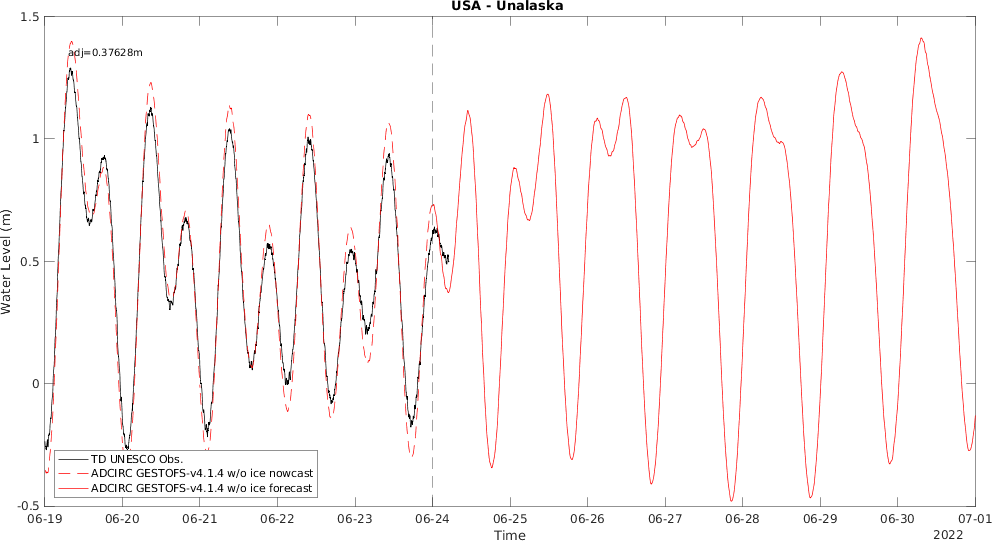 USA - Unalaska
1.5
adj=0.37628m
1
0.5
0
-0.5
Water Level (m)
TD UNESCO Obs.
ADCIRC GESTOFS-v4.1.4 w/o ice nowcast
ADCIRC GESTOFS-v4.1.4 w/o ice forecast
06-19 06-20 06-21 06-22 06-23 06-24 06-25 06-26 06-27 06-28 06-29 06-30 07-01
Time
2022